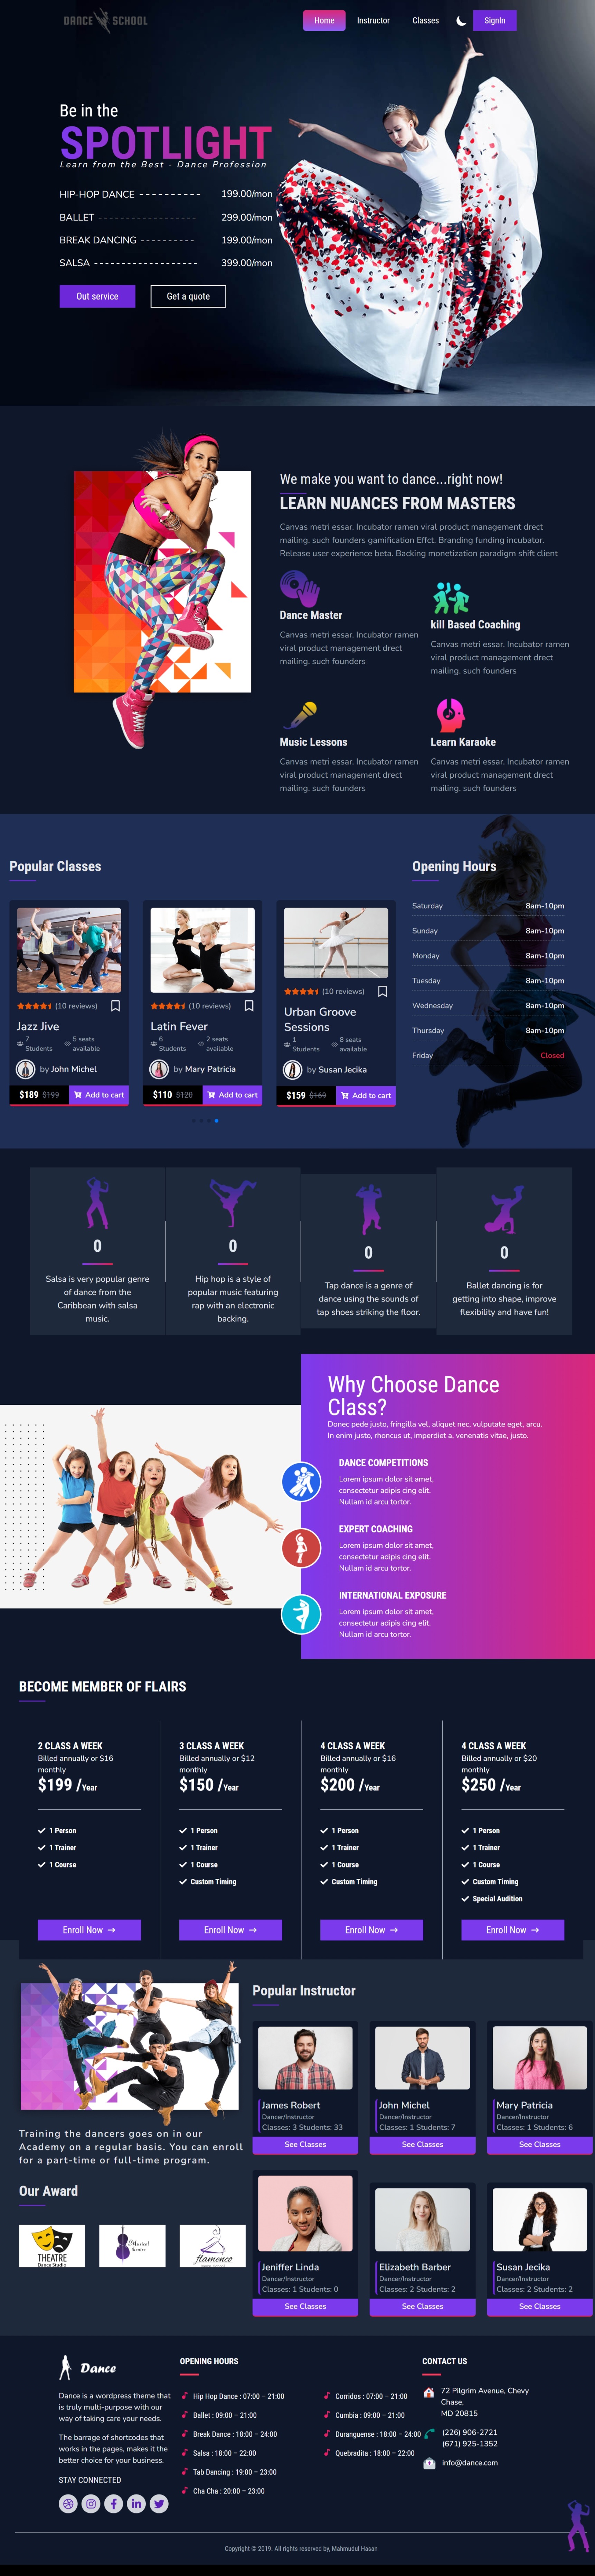 DANCE SCHOOL
Home
Instructor
Classes
SignIn
Be in the
SPOTLIGHT
Learn from the Best - Dance Profession
HIP-HOP DANCE - - - - - - - - - - 199.00/mon
BALLET - - - - - - - - - - - - - - - - - 299.00/mon
BREAK DANCING - - - - - - - - - 199.00/mon
SALSA - - - - - - - - - - - - - - - - - - 399.00/mon
Out service
Get a quote
We make you want to dance...right now!
LEARN NUANCES FROM MASTERS
Canvas metri essar. Incubator ramen viral product management drect
mailing. such founders gamification Effct. Branding funding incubator.
Release user experience beta. Backing monetization paradigm shift client
Dance Master
Canvas metri essar. Incubator ramen
viral product management drect
mailing. such founders
kill Based Coaching
Canvas metri essar. Incubator ramen
viral product management drect
mailing. such founders
Music Lessons
Canvas metri essar. Incubator ramen
viral product management drect
mailing. such founders
Learn Karaoke
Canvas metri essar. Incubator ramen
viral product management drect
mailing. such founders
Popular Classes
(10 reviews)
Jazz Jive
7
Students
5 seats
available
by John Michel
$189 $199
Add to cart
(10 reviews)
Latin Fever
6
Students
2 seats
available
by Mary Patricia
$110 $120
Add to cart
(10 reviews)
Urban Groove
Sessions
1
Students
8 seats
available
by Susan Jecika
$159 $169
Add to cart
Opening Hours
Saturday 8am-10pm
Sunday 8am-10pm
Monday 8am-10pm
Tuesday 8am-10pm
Wednesday 8am-10pm
Thursday 8am-10pm
Friday Closed
0
Salsa is very popular genre
of dance from the
Caribbean with salsa
music.
0
Hip hop is a style of
popular music featuring
rap with an electronic
backing.
0
Tap dance is a genre of
dance using the sounds of
tap shoes striking the floor.
0
Ballet dancing is for
getting into shape, improve
flexibility and have fun!
Why Choose Dance
Class?
Donec pede justo, fringilla vel, aliquet nec, vulputate eget, arcu.
In enim justo, rhoncus ut, imperdiet a, venenatis vitae, justo.
DANCE COMPETITIONS
Lorem ipsum dolor sit amet,
consectetur adipis cing elit.
Nullam id arcu tortor.
EXPERT COACHING
Lorem ipsum dolor sit amet,
consectetur adipis cing elit.
Nullam id arcu tortor.
INTERNATIONAL EXPOSURE
Lorem ipsum dolor sit amet,
consectetur adipis cing elit.
Nullam id arcu tortor.
BECOME MEMBER OF FLAIRS
2 CLASS A WEEK
Billed annually or $16
monthly
$199 /Year
1 Person
1 Trainer
1 Course
Enroll Now →
3 CLASS A WEEK
Billed annually or $12
monthly
$150 /Year
1 Person
1 Trainer
1 Course
Custom Timing
Enroll Now →
4 CLASS A WEEK
Billed annually or $16
monthly
$200 /Year
1 Person
1 Trainer
1 Course
Custom Timing
Enroll Now →
4 CLASS A WEEK
Billed annually or $20
monthly
$250 /Year
1 Person
1 Trainer
1 Course
Custom Timing
Special Audition
Enroll Now →
Training the dancers goes on in our
Academy on a regular basis. You can enroll
for a part-time or full-time program.
Our Award
THEATRE
Dance Studio
Musical
theatre
flamenco
Popular Instructor
James Robert
Dancer/Instructor
Classes: 3 Students: 33
See Classes
John Michel
Dancer/Instructor
Classes: 1 Students: 7
See Classes
Mary Patricia
Dancer/Instructor
Classes: 1 Students: 6
See Classes
Jeniffer Linda
Dancer/Instructor
Classes: 1 Students: 0
See Classes
Elizabeth Barber
Dancer/Instructor
Classes: 2 Students: 2
See Classes
Susan Jecika
Dancer/Instructor
Classes: 2 Students: 2
See Classes
Dance
Dance is a wordpress theme that
is truly multi-purpose with our
way of taking care your needs.
The barrage of shortcodes that
works in the pages, makes it the
better choice for your business.
STAY CONNECTED
OPENING HOURS
Hip Hop Dance : 07:00 – 21:00
Ballet : 09:00 – 21:00
Break Dance : 18:00 – 24:00
Salsa : 18:00 – 22:00
Tab Dancing : 19:00 – 23:00
Cha Cha : 20:00 – 23:00
Corridos : 07:00 – 21:00
Cumbia : 09:00 – 21:00
Duranguense : 18:00 – 24:00
Quebradita : 18:00 – 22:00
CONTACT US
72 Pilgrim Avenue, Chevy
Chase,
MD 20815
(226) 906-2721
(671) 925-1352
info@dance.com
Copyright © 2019. All rights reserved by, Mahmudul Hasan